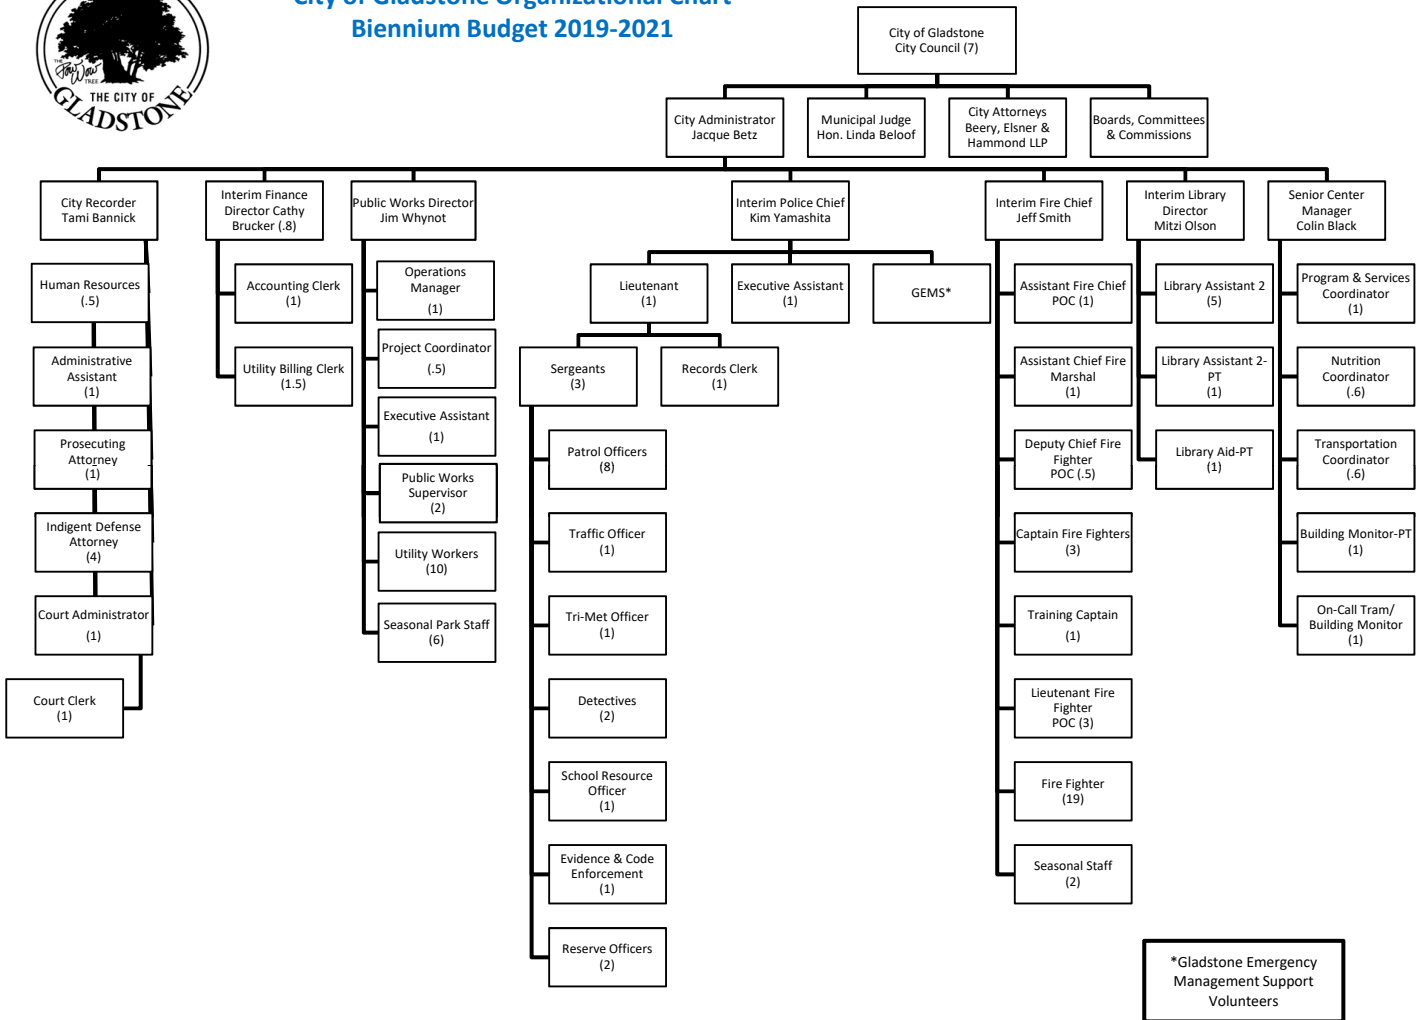 City of Gladstone Organizational Chart
Biennium Budget 2019-2021
THE
Pow
Wow
TREE
THE CITY OF
GLADSTONE
City of Gladstone
City Council (7)
City Administrator
Jacque Betz
Municipal Judge
Hon. Linda Beloof
City Attorneys
Beery, Elsner &
Hammond LLP
Boards, Committees
& Commissions
City Recorder
Tami Bannick
Interim Finance
Director Cathy
Brucker (.8)
Public Works Director
Jim Whynot
Interim Police Chief
Kim Yamashita
Interim Fire Chief
Jeff Smith
Interim Library
Director
Mitzi Olson
Senior Center
Manager
Colin Black
Human Resources
(.5)
Administrative
Assistant
(1)
Prosecuting
Attorney
(1)
Indigent Defense
Attorney
(4)
Court Administrator
(1)
Court Clerk
(1)
Accounting Clerk
(1)
Utility Billing Clerk
(1.5)
Operations
Manager
(1)
Project Coordinator
(.5)
Executive Assistant
(1)
Public Works
Supervisor
(2)
Utility Workers
(10)
Seasonal Park Staff
(6)
Lieutenant
(1)
Executive Assistant
(1)
GEMS*
Sergeants
(3)
Records Clerk
(1)
Patrol Officers
(8)
Traffic Officer
(1)
Tri-Met Officer
(1)
Detectives
(2)
School Resource
Officer
(1)
Evidence & Code
Enforcement
(1)
Reserve Officers
(2)
Assistant Fire Chief
POC (1)
Assistant Chief Fire
Marshal
(1)
Deputy Chief Fire
Fighter
POC (.5)
Captain Fire Fighters
(3)
Training Captain
(1)
Lieutenant Fire
Fighter
POC (3)
Fire Fighter
(19)
Seasonal Staff
(2)
Library Assistant 2
(5)
Library Assistant 2-
PT
(1)
Library Aid-PT
(1)
Program & Services
Coordinator
(1)
Nutrition
Coordinator
(.6)
Transportation
Coordinator
(.6)
Building Monitor-PT
(1)
On-Call Tram/
Building Monitor
(1)
*Gladstone Emergency
Management Support
Volunteers